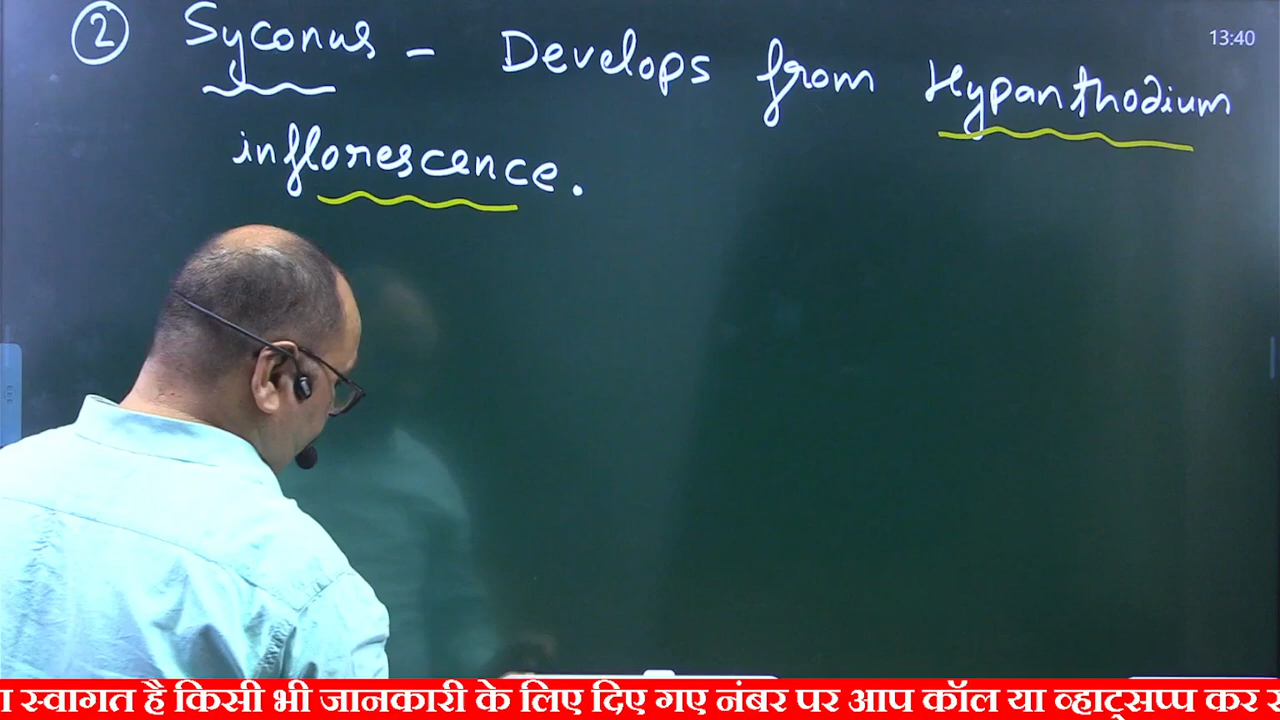 ② Syconus - Develops from Hypanthodium
inflorescence.
13:40
ा स्वागत है किसी भी जानकारी के लिए दिए गए नंबर पर आप कॉल या व्हाट्सप्प कर